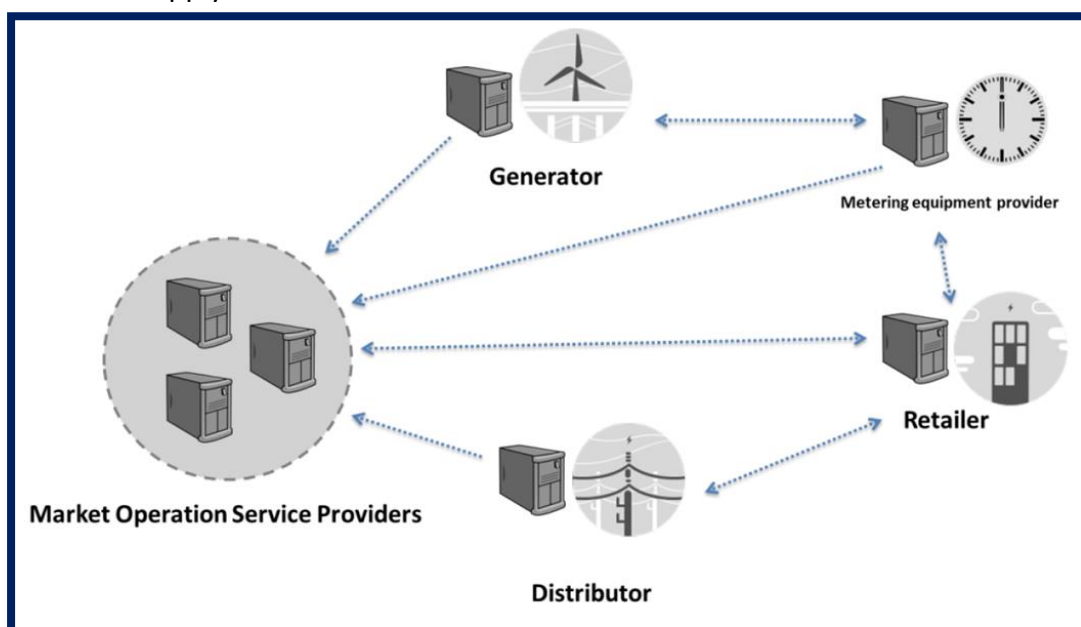 Generator
Metering equipment provider
Retailer
Market Operation Service Providers
Distributor